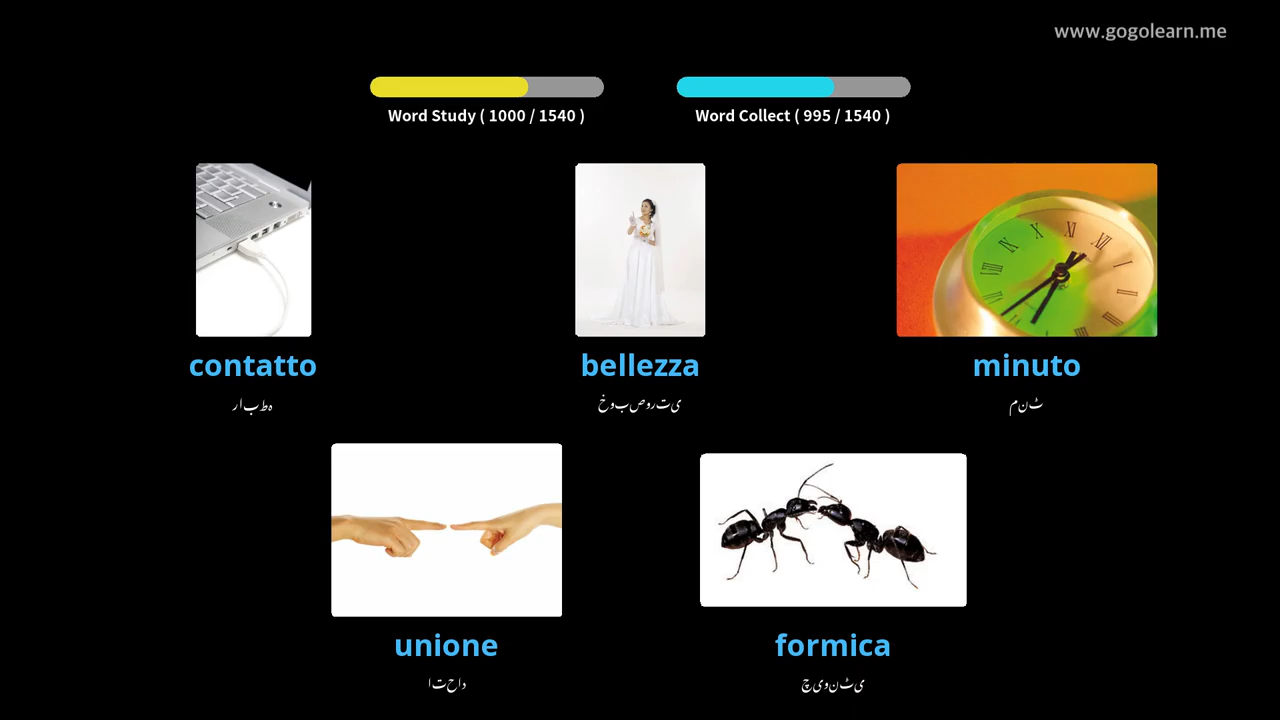 www.gogolearn.me
Word Study ( 1000 / 1540 )
Word Collect ( 995 / 1540 )
contatto
رابطہ
bellezza
خوبصورتی
minuto
منٹ
unione
اتحاد
formica
چیونٹی